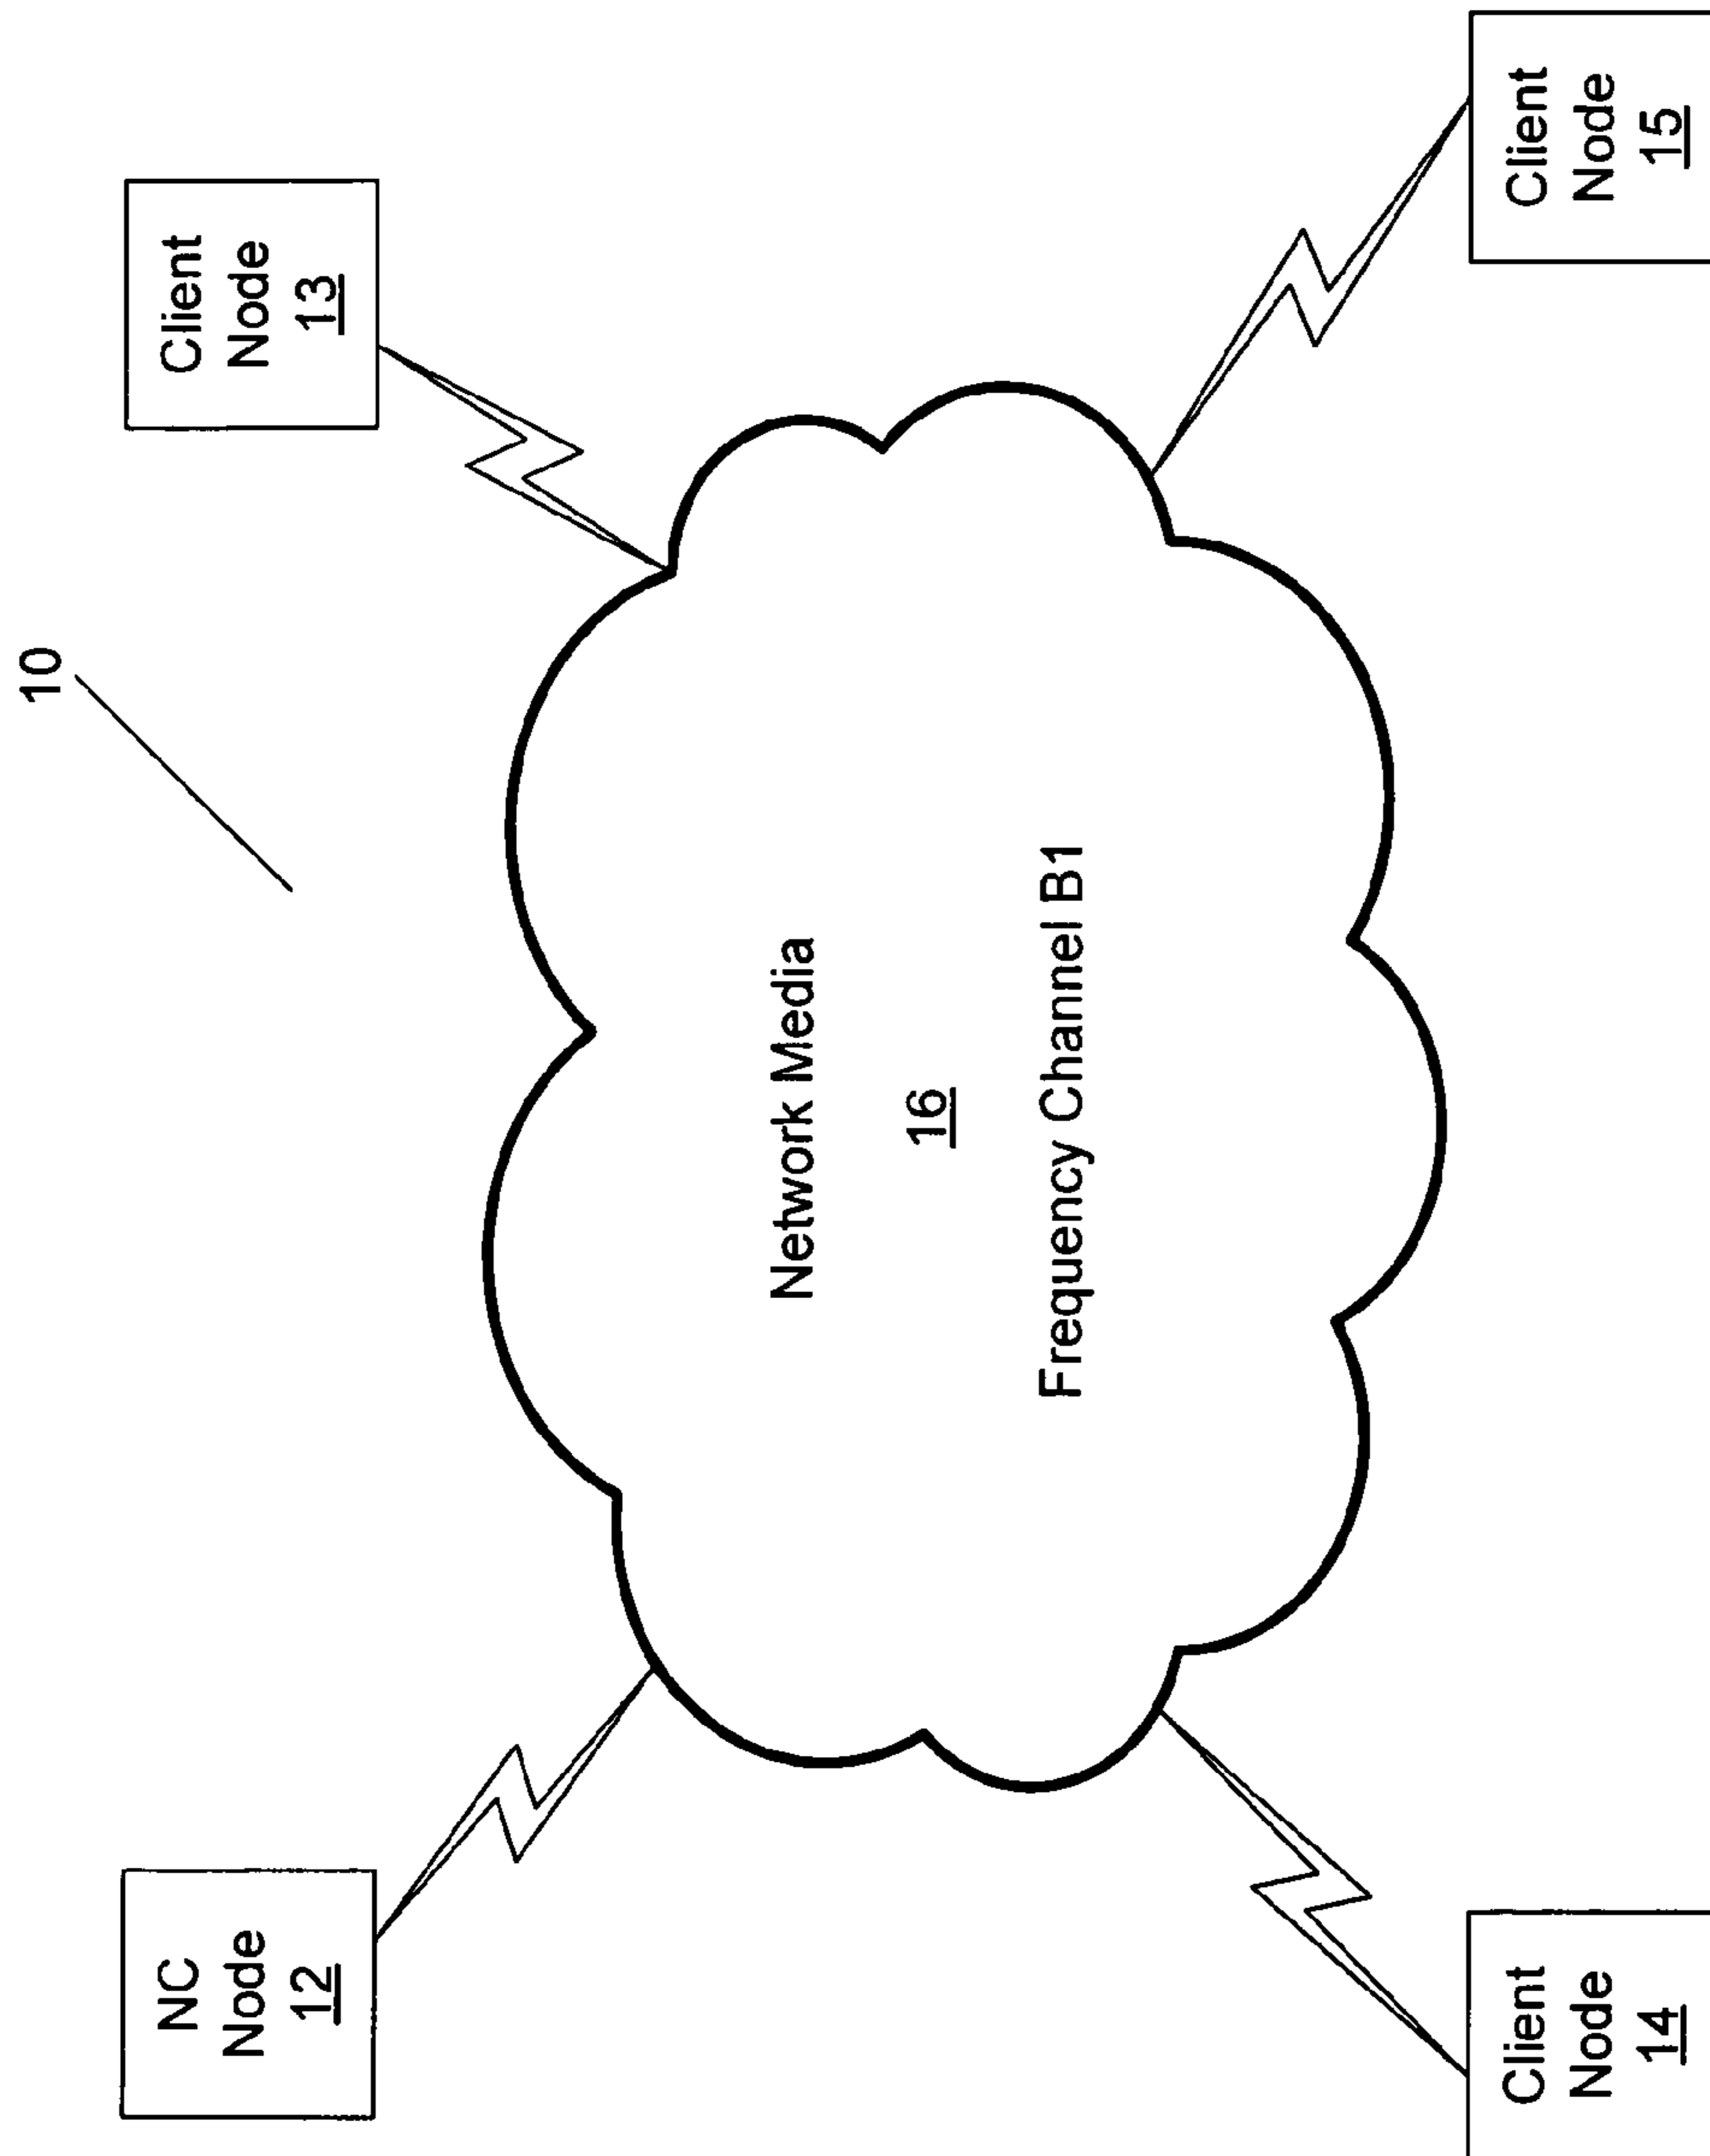 10
NC
Node
12
Client
Node
13
Network Media
16
Frequency Channel B1
Client
Node
14
Client
Node
15